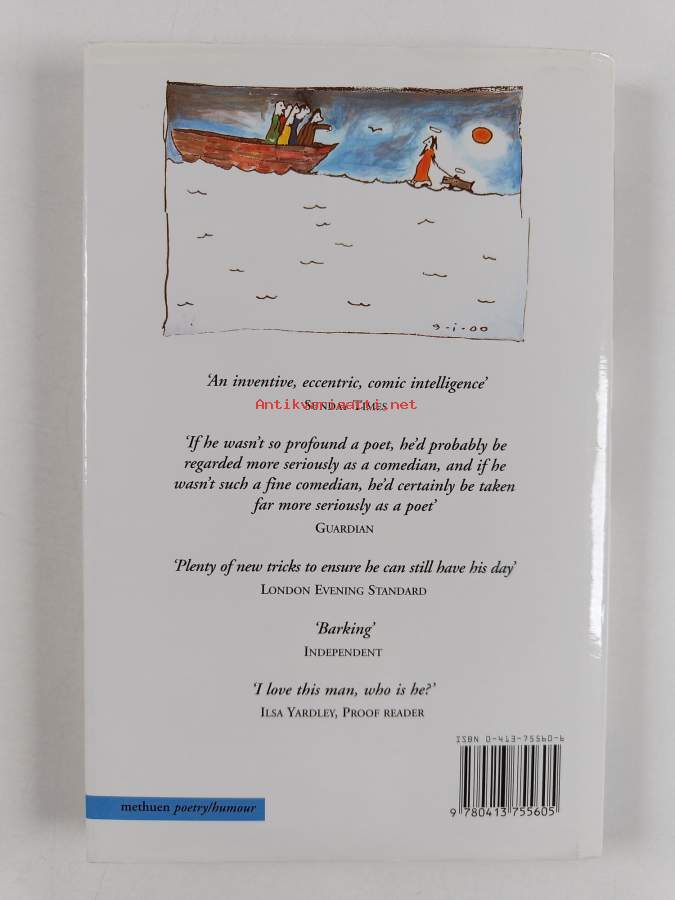 9-i-00
‘An inventive, eccentric, comic intelligence’
SUNDAY TIMES
Antikvariaatti.net
‘If he wasn’t so profound a poet, he’d probably be
regarded more seriously as a comedian, and if he
wasn’t such a fine comedian, he’d certainly be taken
far more seriously as a poet’
GUARDIAN
‘Plenty of new tricks to ensure he can still have his day’
LONDON EVENING STANDARD
‘Barking’
INDEPENDENT
‘I love this man, who is he?’
ILSA YARDLEY, PROOF READER
ISBN 0-413-75560-6
9 780413 755605
methuen poetry/humour